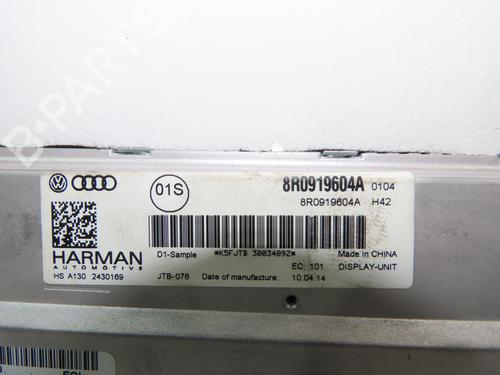 B-PARTS
01S
8R0919604A 0104
8R0919604A H42
HARMAN
AUTOMOTIVE
D1-Sample *K5FJTB 30034892*
Made in CHINA
EC; 101 DISPLAY-UNIT
HS A130 2430169
JTB-076 Date of manufacture: 10.04.14